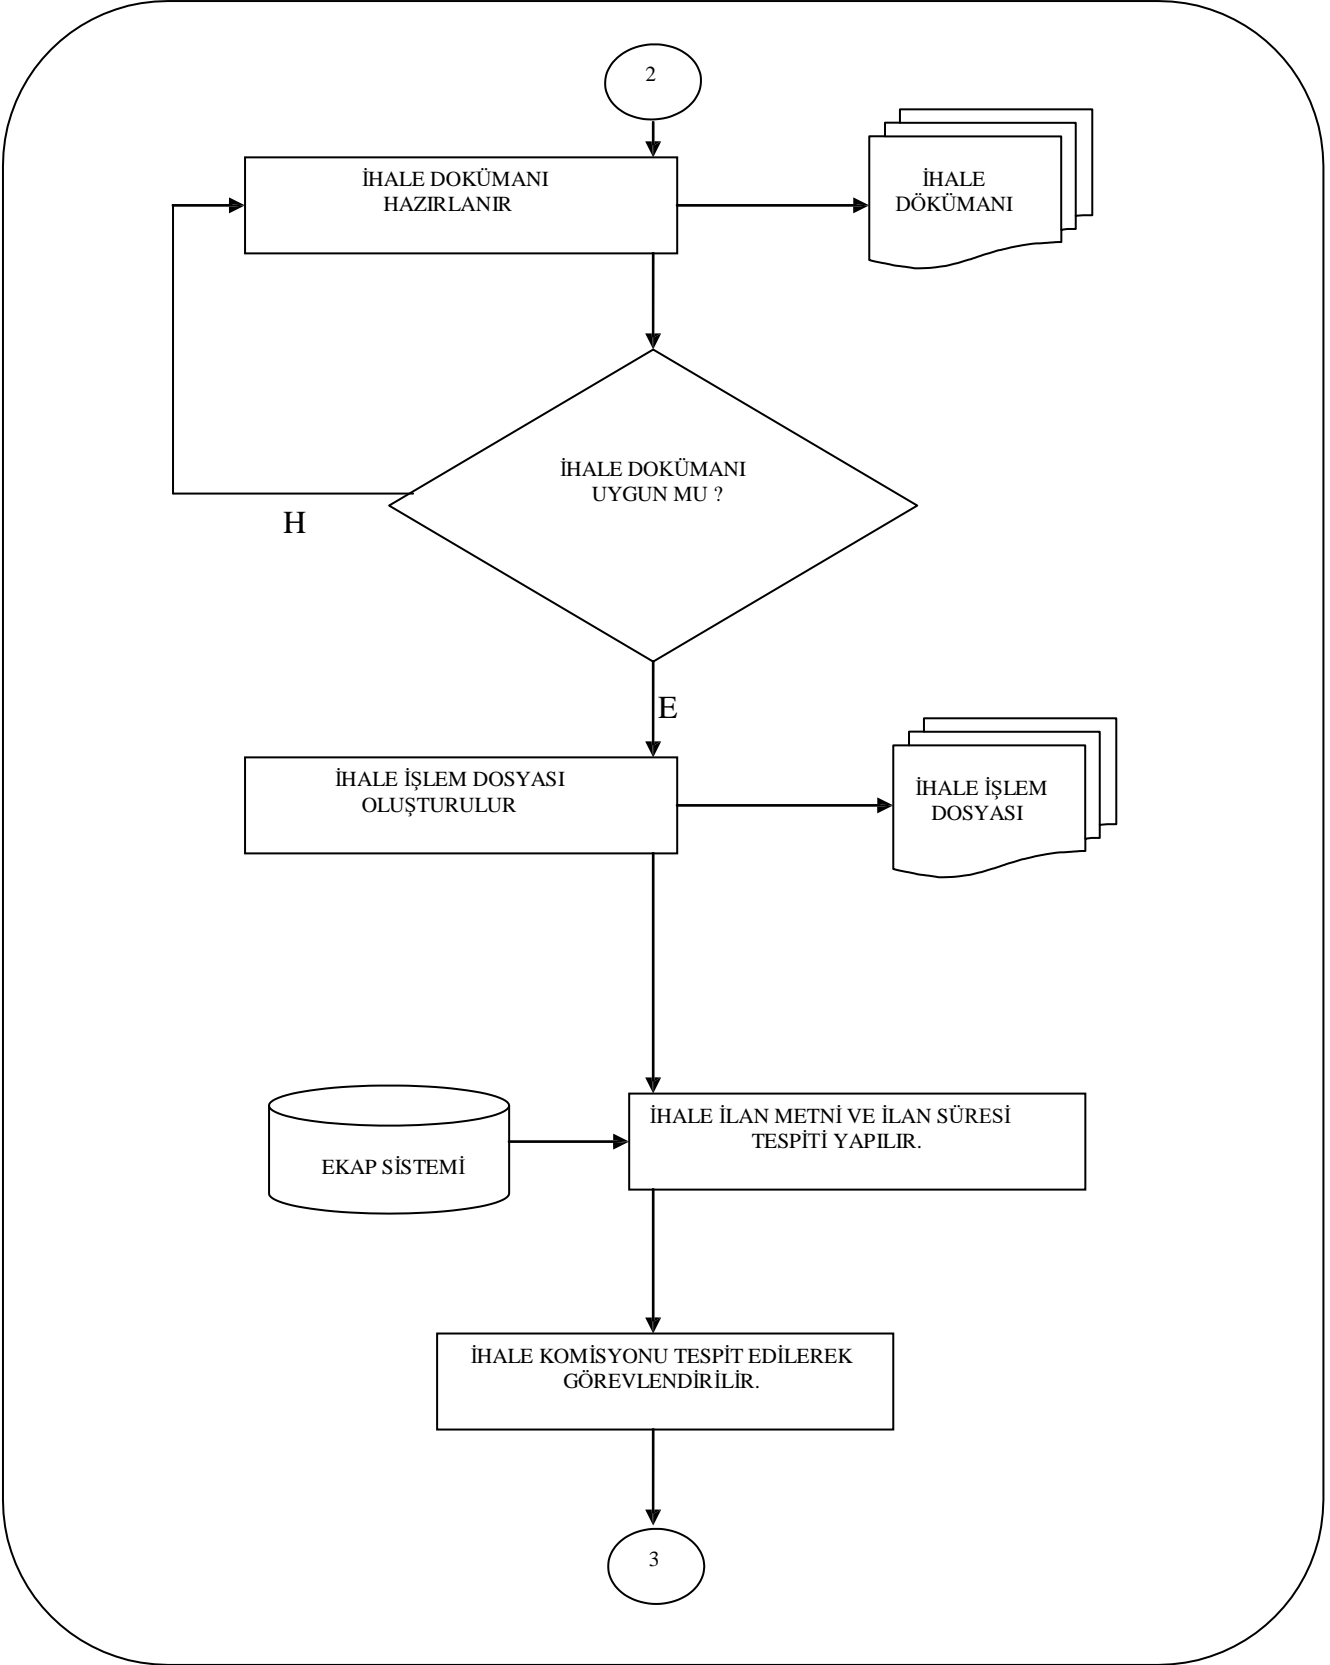 2
İHALE DOKÜMANI
HAZIRLANIR
İHALE
DÖKÜMANI
İHALE DOKÜMANI
UYGUN MU ?
H
E
İHALE İŞLEM DOSYASI
OLUŞTURULUR
İHALE İŞLEM
DOSYASI
İHALE İLAN METNİ VE İLAN SÜRESİ
TESPİTİ YAPILIR.
EKAP SİSTEMİ
İHALE KOMİSYONU TESPİT EDİLEREK
GÖREVLENDİRİLİR.
3